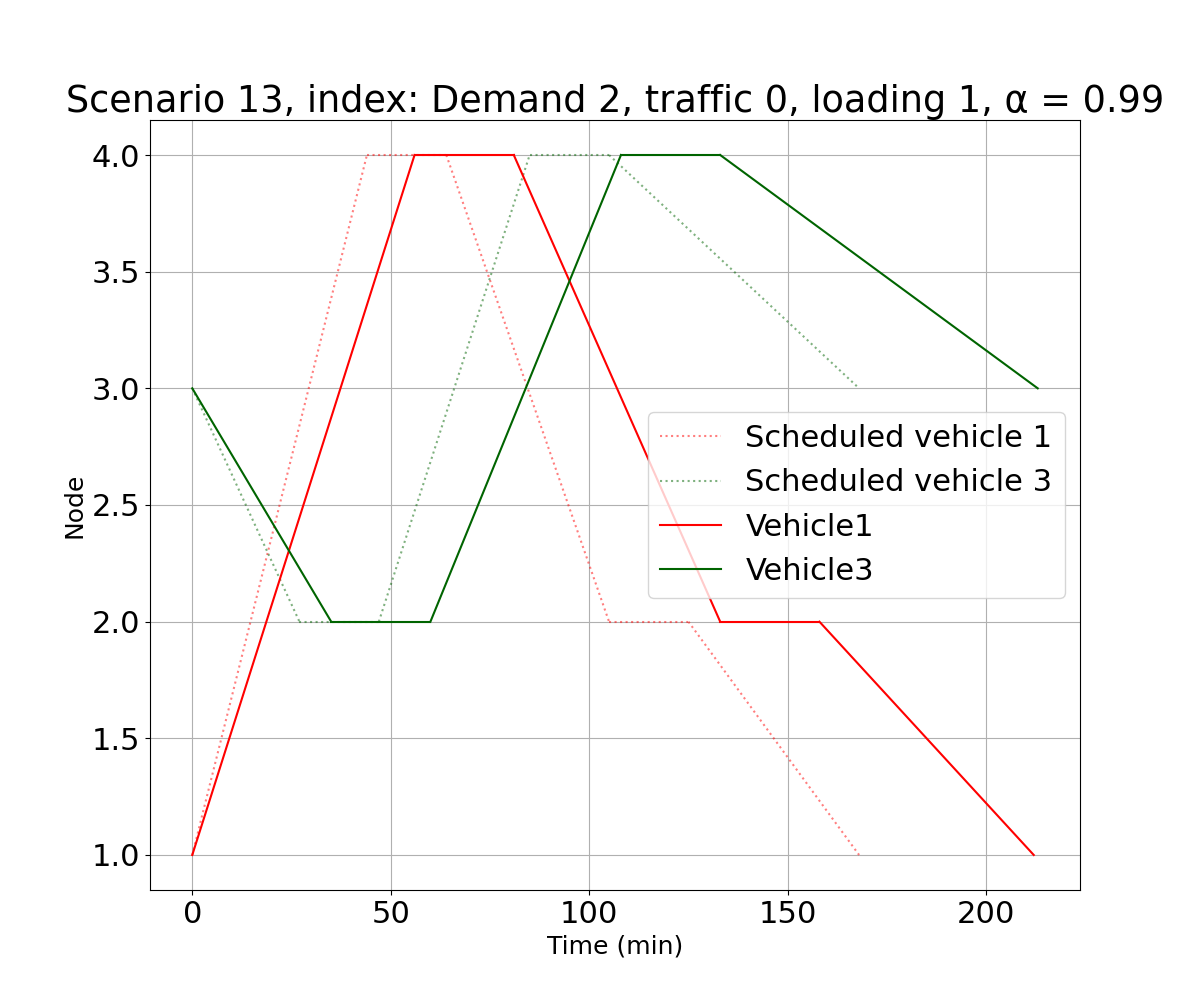 Scenario 13, index: Demand 2, traffic 0, loading 1, α = 0.99
4.0
3.5
3.0
2.5
2.0
1.5
1.0
Node
Scheduled vehicle 1
Scheduled vehicle 3
Vehicle1
Vehicle3
0 50 100 150 200
Time (min)